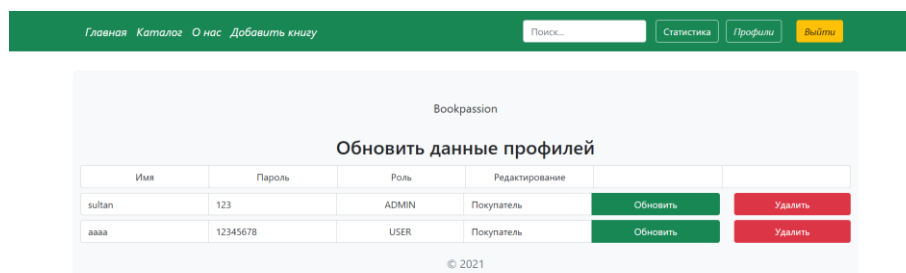 Главная Каталог О нас Добавить книгу Поиск... Статистика Профили Выйти
Bookpassion
Обновить данные профилей
Имя Пароль Роль Редактирование
sultan 123 ADMIN Покупатель Обновить Удалить
aaaa 12345678 USER Покупатель Обновить Удалить
© 2021